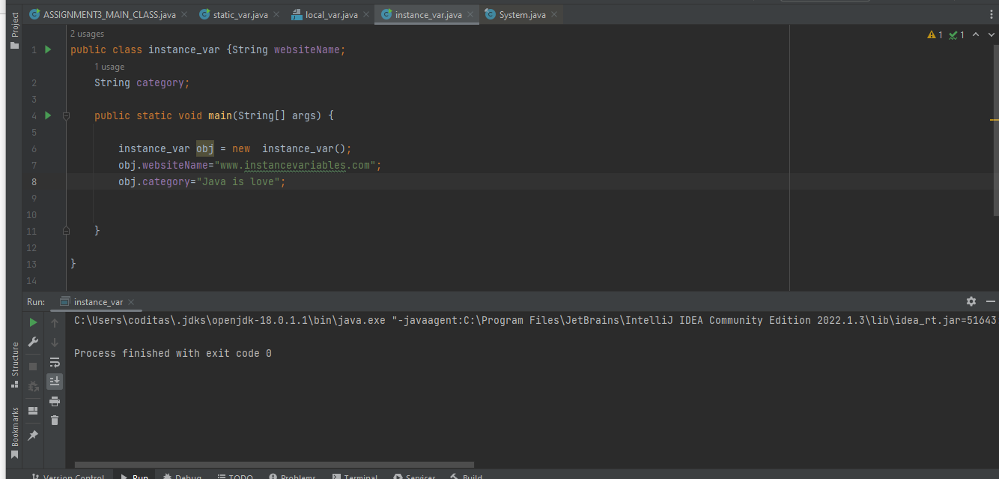 Project
ASSIGNMENT3_MAIN_CLASS.java static_var.java local_var.java instance_var.java System.java
2 usages
1 1
1 public class instance_var {String websiteName;
1 usage
2 String category;
3
4 public static void main(String[] args) {
5
6 instance_var obj = new instance_var();
7 obj.websiteName="www.instancevariables.com";
8 obj.category="Java is love";
9
10
11 }
12
13 }
14
Run: instance_var
C:\Users\coditas\.jdks\openjdk-18.0.1.1\bin\java.exe "-javaagent:C:\Program Files\JetBrains\IntelliJ IDEA Community Edition 2022.1.3\lib\idea_rt.jar=51643
Process finished with exit code 0
Structure
Bookmarks
Version Control Run Debug TODO Problems Terminal Services Build